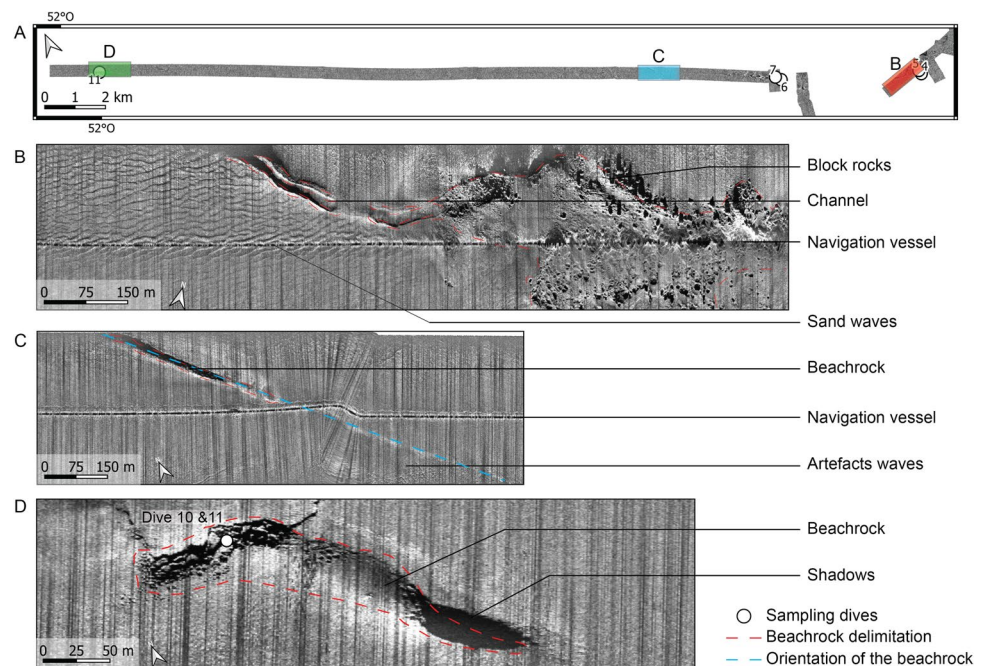 52°O
A
D
C
B
11
7
6
5
4
0 1 2 km
52°O
B
Block rocks
Channel
Navigation vessel
0 75 150 m
Sand waves
C
Beachrock
Navigation vessel
0 75 150 m
Artefacts waves
D
Dive 10 &11
Beachrock
Shadows
Sampling dives
Beachrock delimitation
0 25 50 m
Orientation of the beachrock